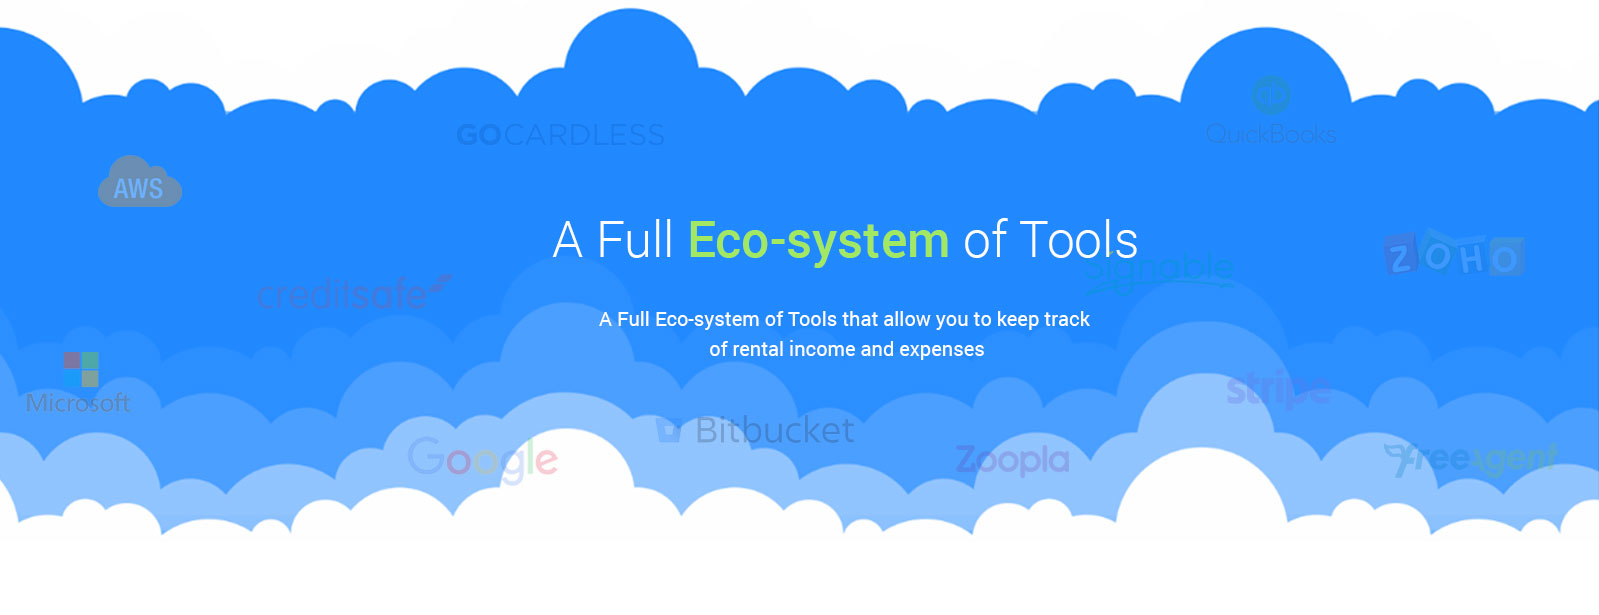 GOCARDLESS
QuickBooks
AWS
A Full Eco-system of Tools
ZOHO
Signable
creditsafe
A Full Eco-system of Tools that allow you to keep track
of rental income and expenses
Microsoft
stripe
Bitbucket
Google
Zoopla
freeagent